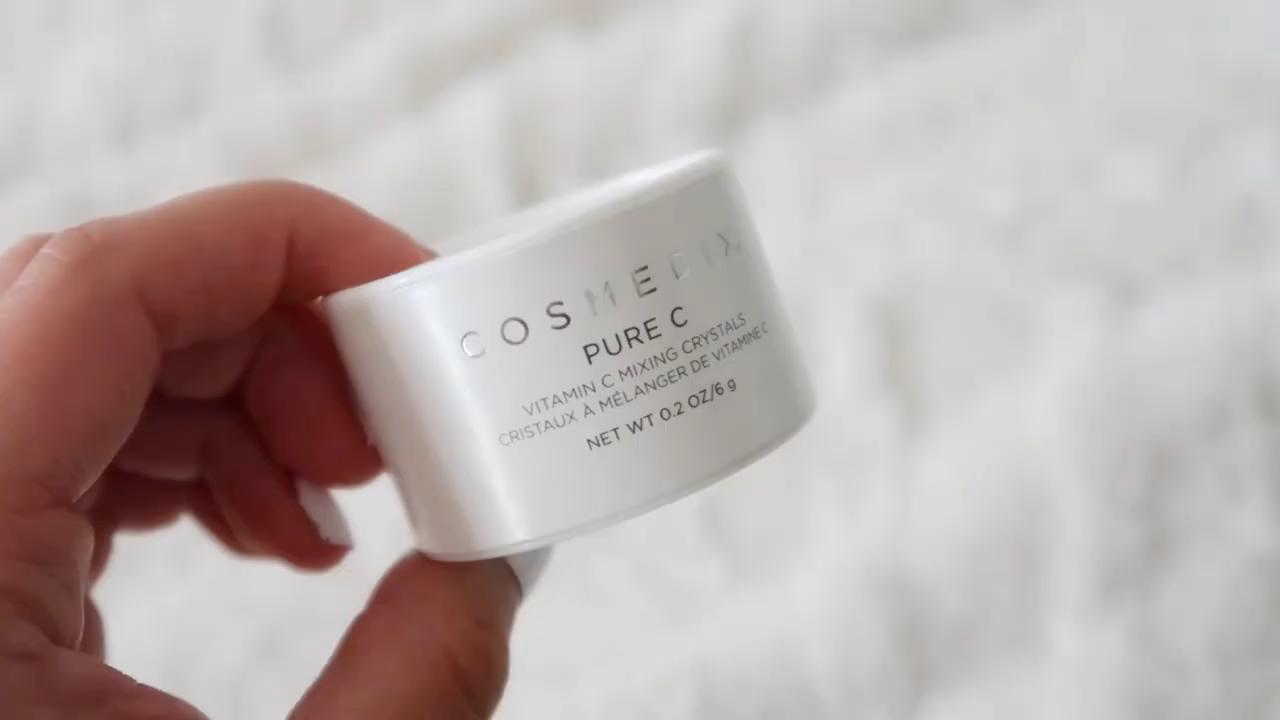 COSMEDIX
PURE C
VITAMIN C MIXING CRYSTALS
CRISTAUX À MÉLANGER DE VITAMINE C
NET WT 0.2 OZ/6 g